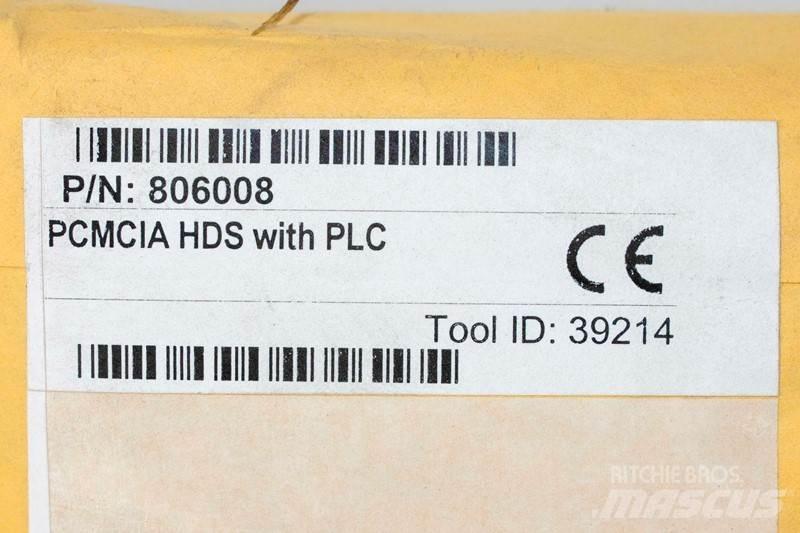 P/N: 806008
PCMCIA HDS with PLC
CE
Tool ID: 39214
RITCHIE BROS.
MASCUS